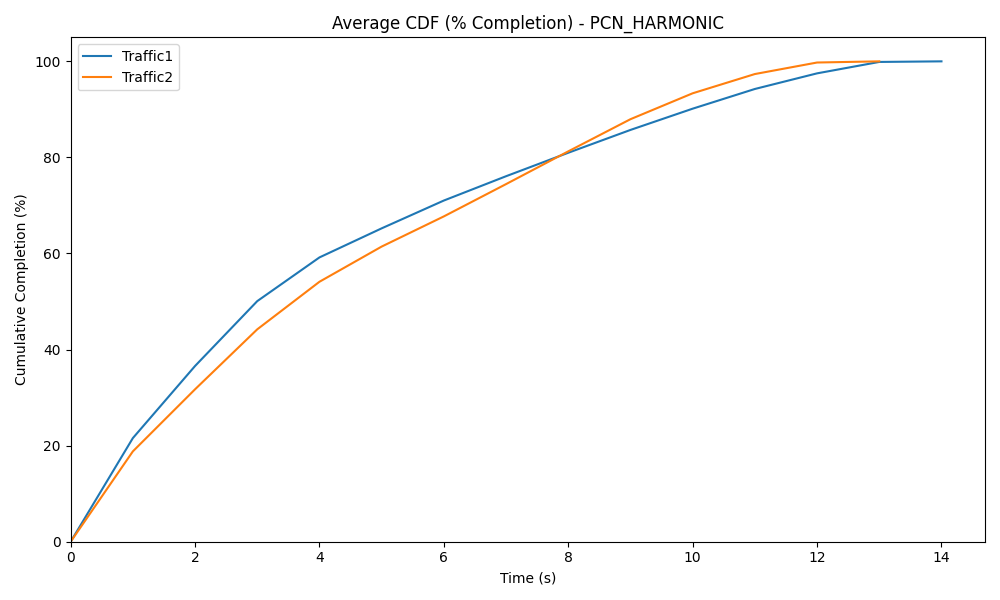 Average CDF (% Completion) - PCN_HARMONIC
Traffic1
Traffic2
Cumulative Completion (%)
100
80
60
40
20
0
0 2 4 6 8 10 12 14
Time (s)